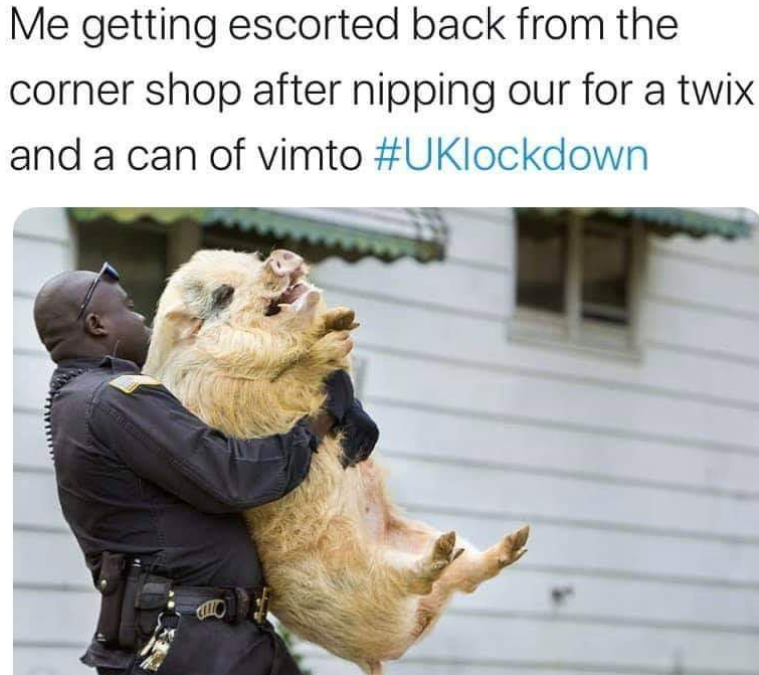 Me getting escorted back from the
corner shop after nipping our for a twix
and a can of vimto #UKlockdown